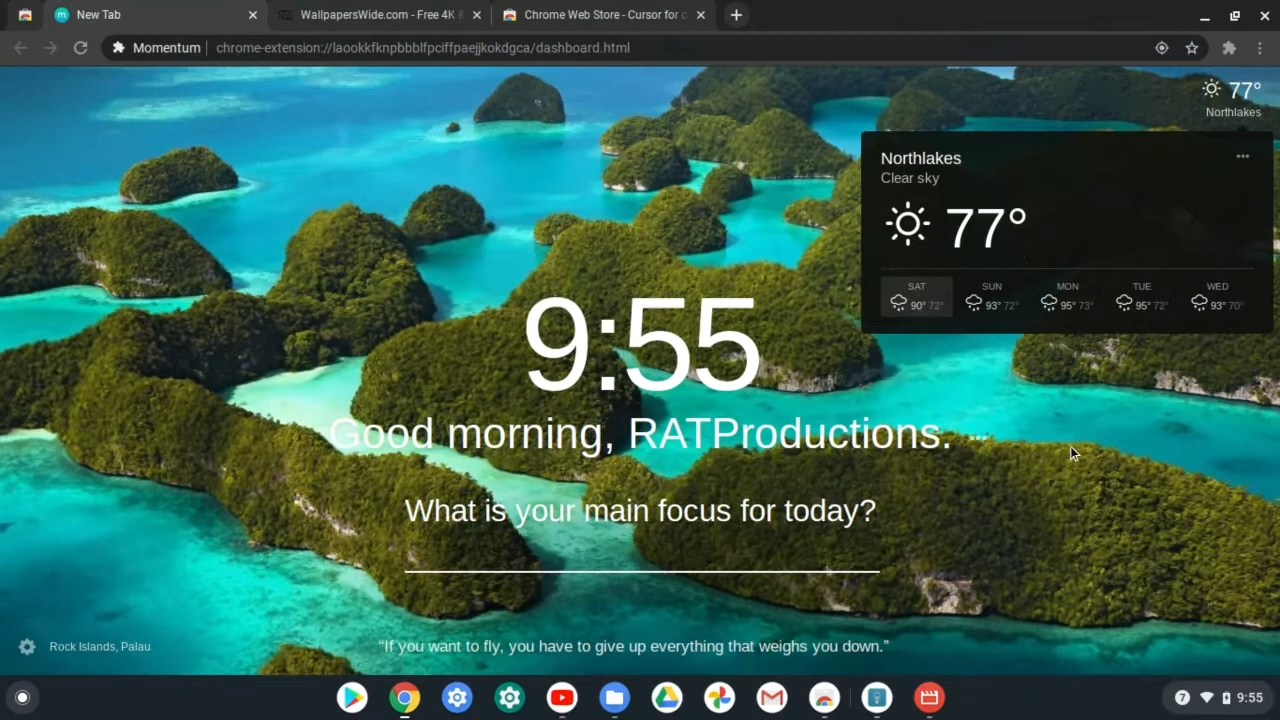 New Tab
WallpapersWide.com - Free 4K
Chrome Web Store - Cursor for c
Momentum
chrome-extension://laookkfknpbbblfpciffpaejjkokdgca/dashboard.html
77°
Northlakes
Northlakes
Clear sky
77°
SAT SUN MON TUE WED
90° 72° 93° 72° 95° 73° 95° 72° 93° 70°
9:55
Good morning, RATProductions.
What is your main focus for today?
Rock Islands, Palau
“If you want to fly, you have to give up everything that weighs you down.”
7 9:55